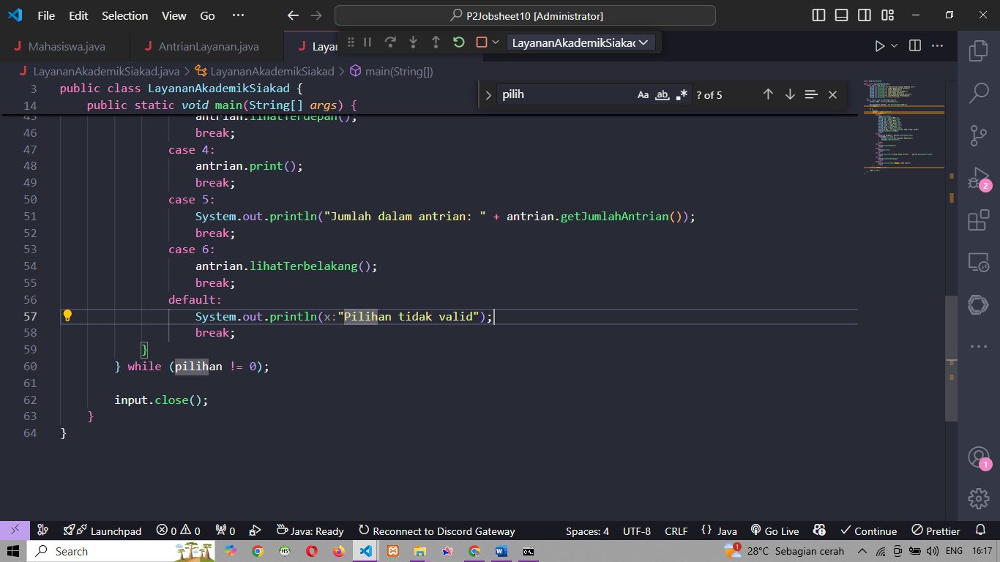 File Edit Selection View Go ··· P2Jobsheet10 [Administrator]
J Mahasiswa.java J AntrianLayanan.java J Layan LayananAkademikSiakac
J LayananAkademikSiakad.java > LayananAkademikSiakad > main(String[])
pilih Aa ab .* ? of 5
3 public class LayananAkademikSiakad {
14 public static void main(String[] args) {
45 antrian.lihatTerdepan();
46 break;
47 case 4:
48 antrian.print();
49 break;
50 case 5:
51 System.out.println("Jumlah dalam antrian: " + antrian.getJumlahAntrian());
52 break;
53 case 6:
54 antrian.lihatTerbelakang();
55 break;
56 default:
57 System.out.println(x:"Pilihan tidak valid");
58 break;
59 }
60 } while (pilihan != 0);
61
62 input.close();
63 }
64 }
2
1
Launchpad 0 0 0 Java: Ready Reconnect to Discord Gateway Spaces: 4 UTF-8 CRLF {} Java Go Live Continue Prettier
Search HS 1 28°C Sebagian cerah ENG 16:17